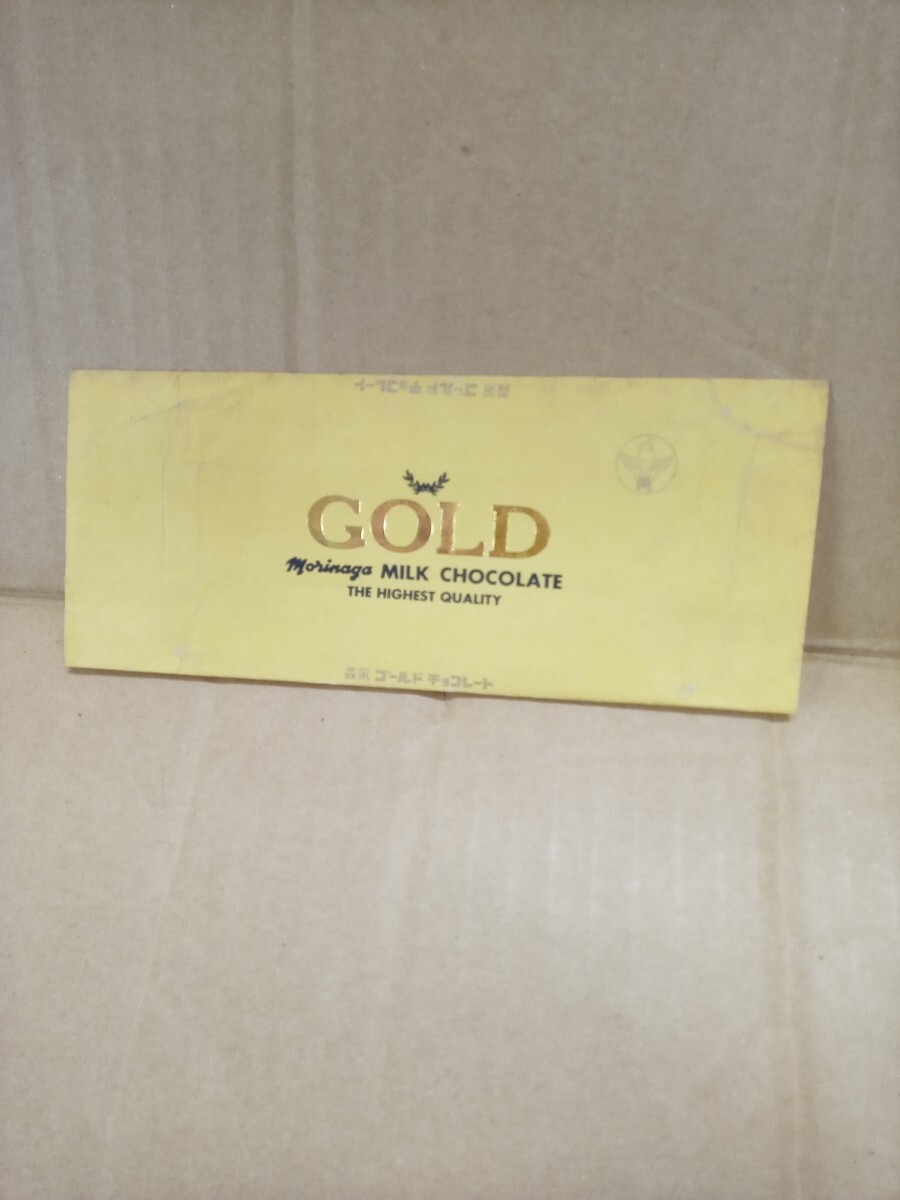 森永 ゴールド チョコレート
GOLD
Morinaga MILK CHOCOLATE
THE HIGHEST QUALITY
森永 ゴールド チョコレート